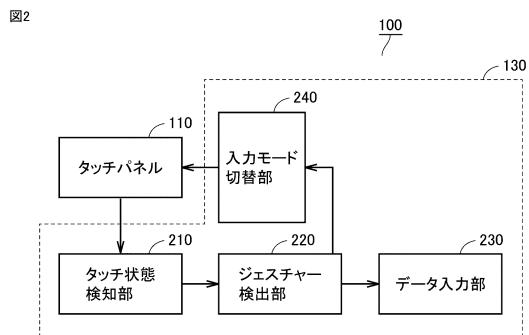 図2
100
130
240
110
入力モード
切替部
タッチパネル
210
220
230
タッチ状態
検知部
ジェスチャー
検出部
データ入力部